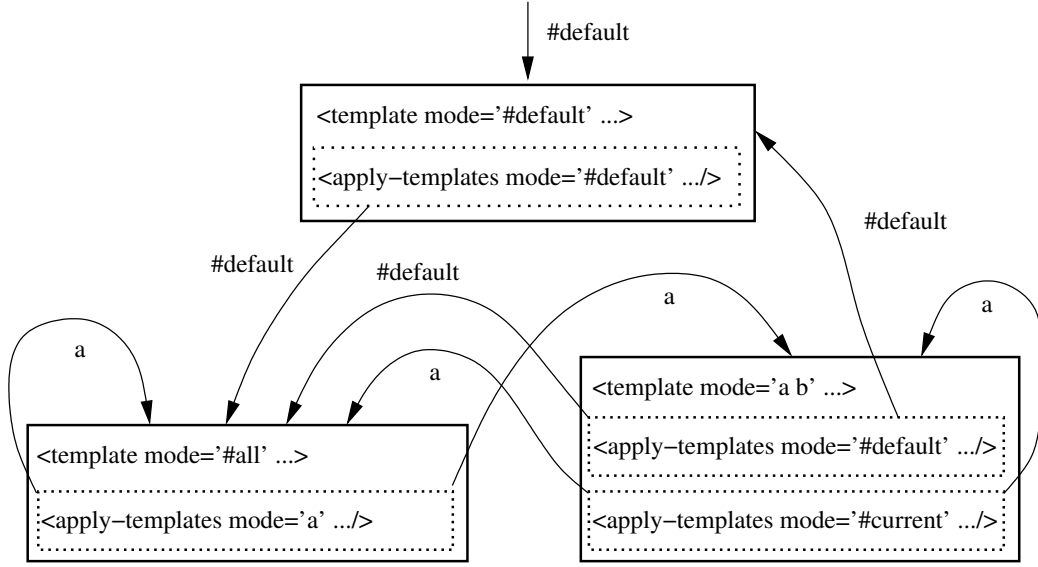 #default
<template mode=’#default’ ...>
<apply−templates mode=’#default’ .../>
#default
#default
#default
a
a
a
a
<template mode=’a b’ ...>
<apply−templates mode=’#default’ .../>
<apply−templates mode=’#current’ .../>
<template mode=’#all’ ...>
<apply−templates mode=’a’ .../>